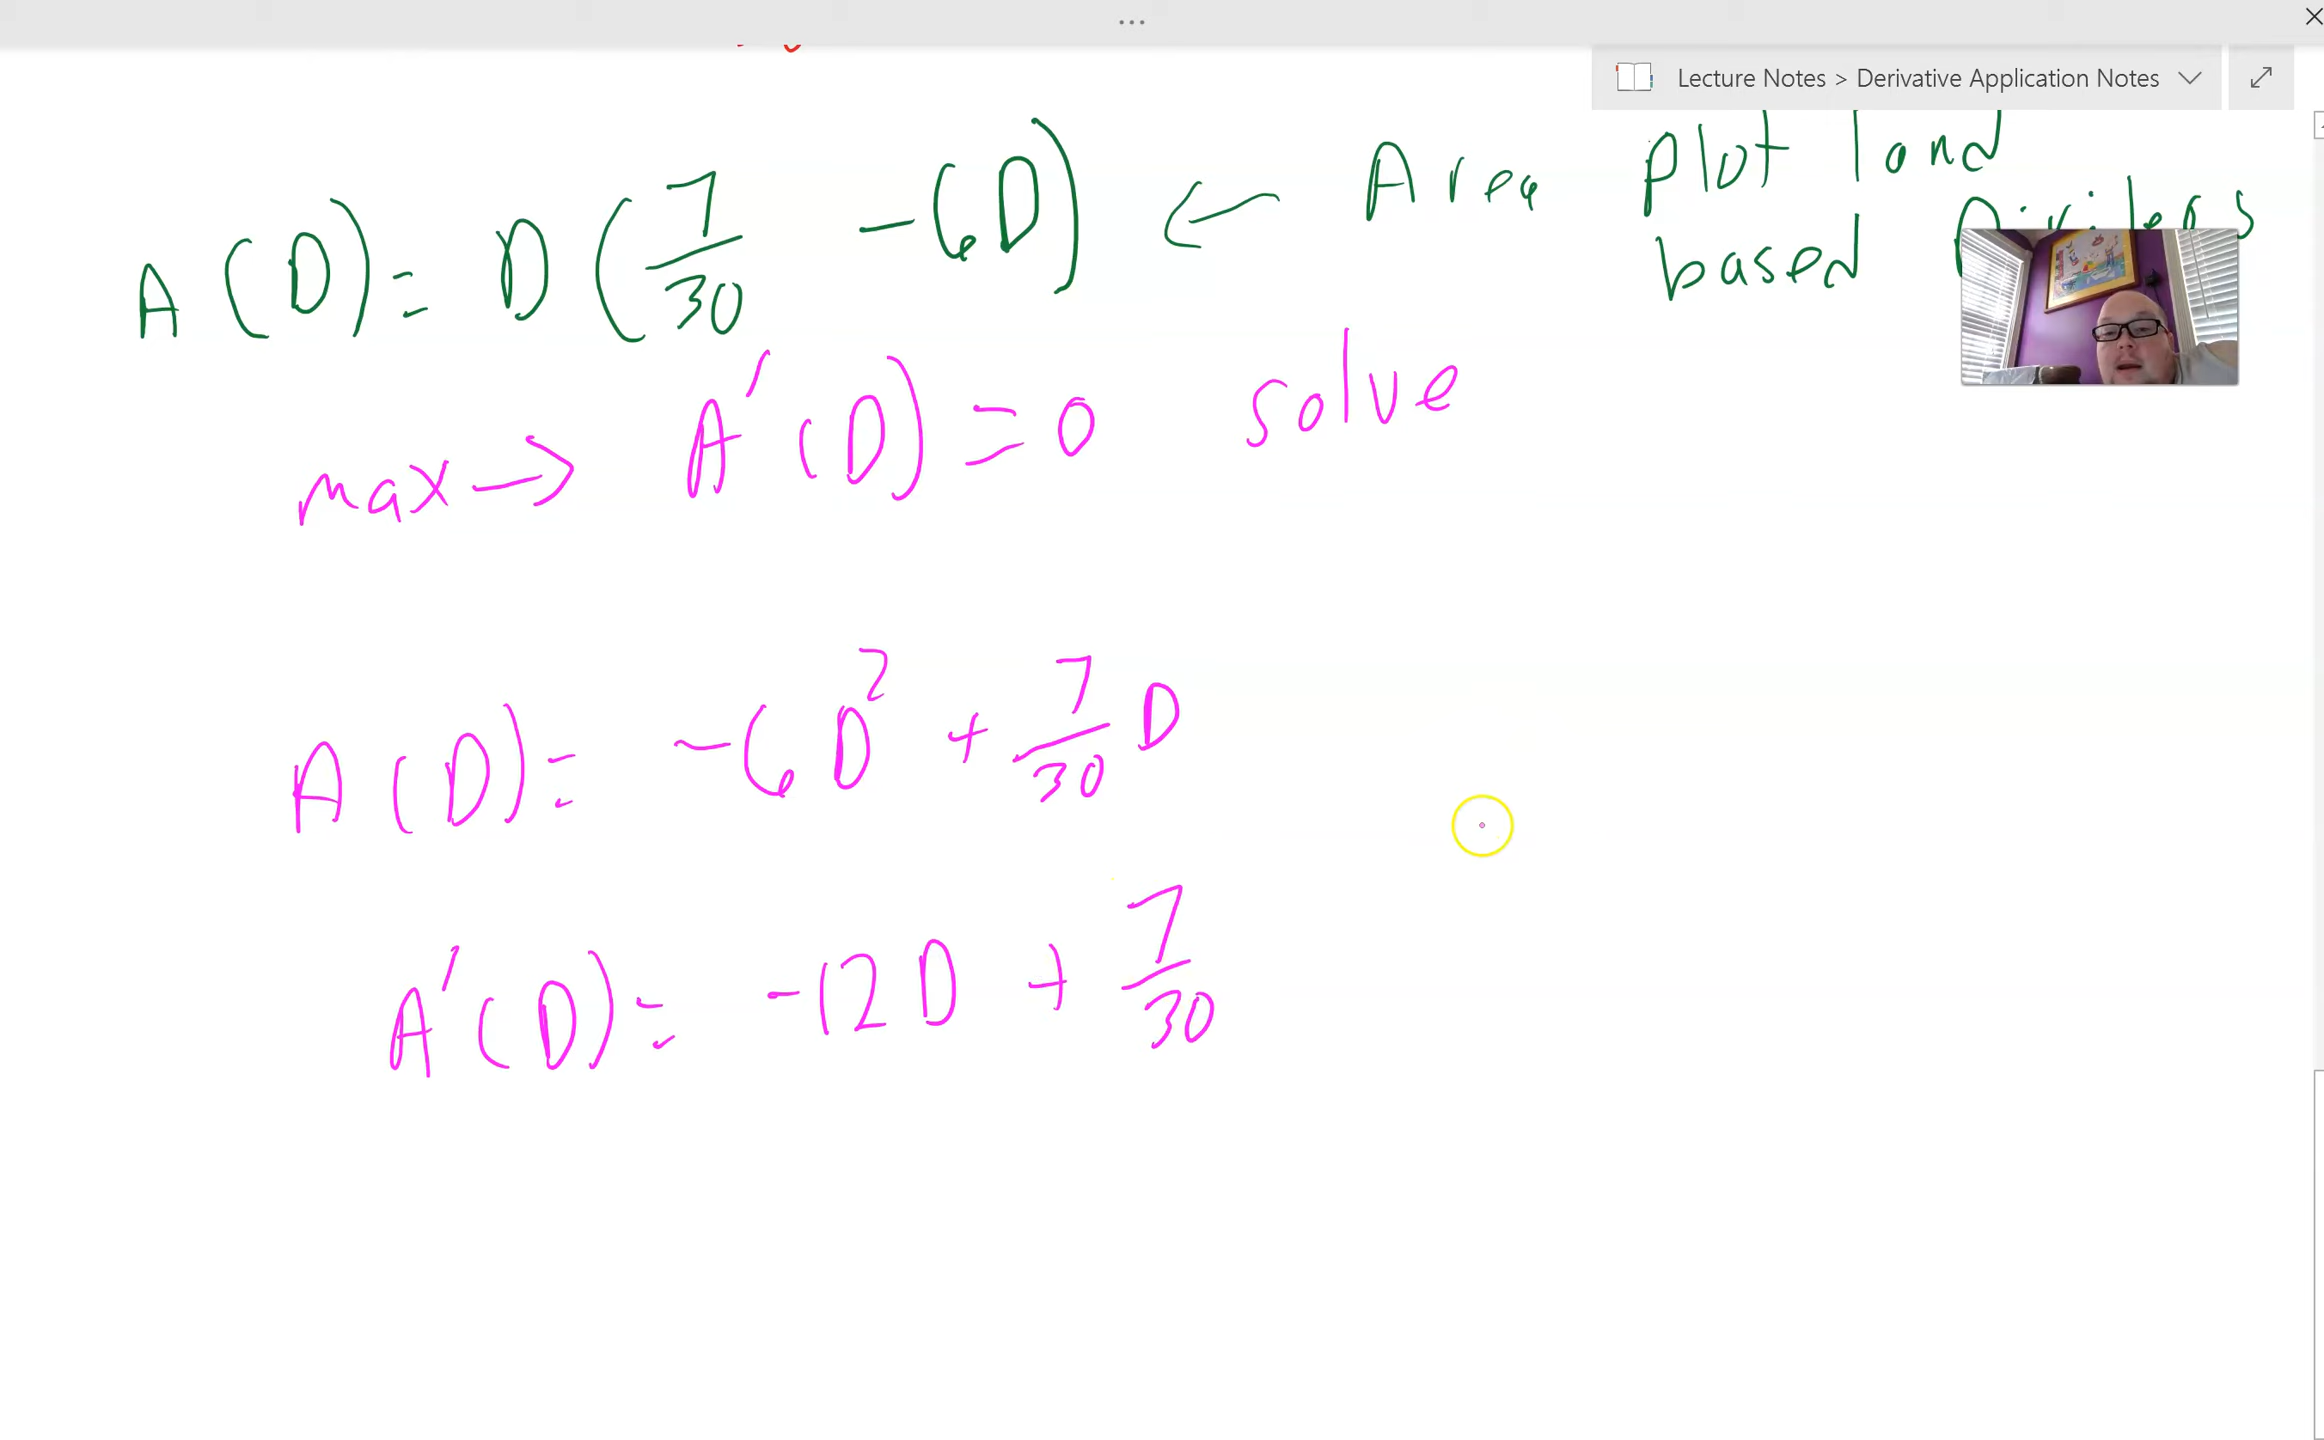 Lecture Notes > Derivative Application Notes
A(D) = D(7/30 - 6D) ← Area Plot land
based Dividers
max → A'(D) = 0 solve
A(D) = -6D² + 7/30 D
A'(D) = -12D + 7/30